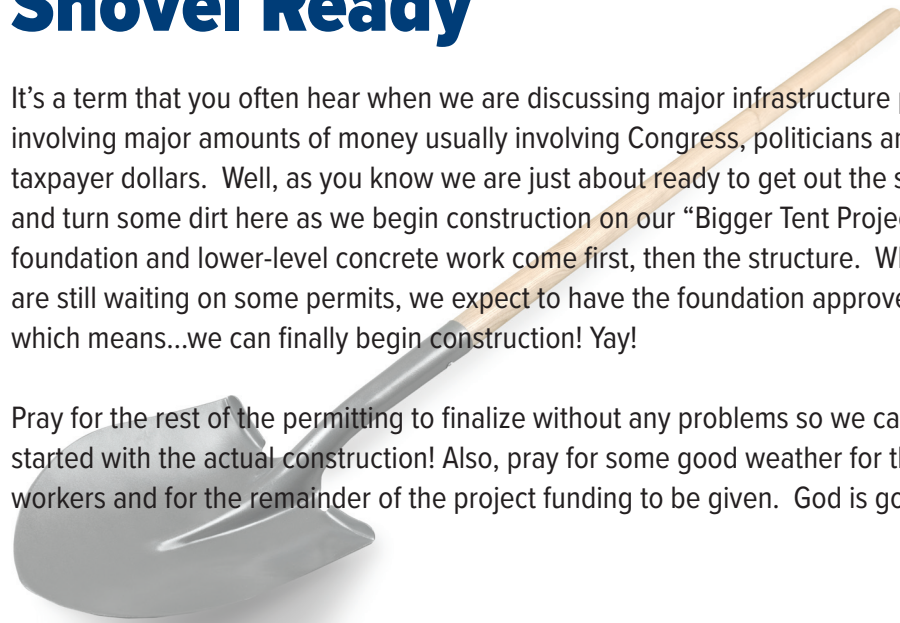 Shovel Ready
It’s a term that you often hear when we are discussing major infrastructure
involving major amounts of money usually involving Congress, politicians
taxpayer dollars.  Well, as you know we are just about ready to get out the
and turn some dirt here as we begin construction on our “Bigger Tent
foundation and lower-level concrete work come first, then the structure.
are still waiting on some permits, we expect to have the foundation
which means...we can finally begin construction! Yay!
Pray for the rest of the permitting to finalize without any problems so we
started with the actual construction! Also, pray for some good weather for
workers and for the remainder of the project funding to be given.  God is